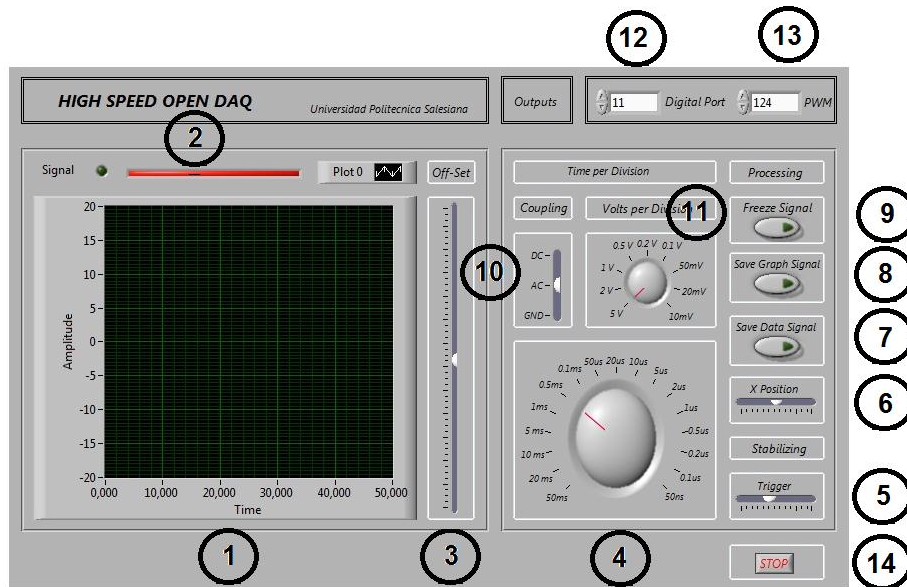 12
13
HIGH SPEED OPEN DAQ
Universidad Politecnica Salesiana
Outputs
11 Digital Port
124 PWM
2
Signal
Plot 0
Off-Set
Time per Division
Processing
Coupling
Volts per Division
11
Freeze Signal
9
20
15
10
5
0
-5
-10
-15
-20
Amplitude
0,000 10,000 20,000 30,000 40,000 50,000
Time
10
DC
AC
GND
0.5 V 0.2 V 0.1 V
1 V 50mV
2 V 20mV
5 V 10mV
Save Graph Signal
8
Save Data Signal
7
0.1ms 50us 20us 10us 5us
0.5ms 2us
1ms 1us
5 ms 0.5us
10 ms 0.2us
20 ms 0.1us
50ms 50ns
X Position
6
Stabilizing
Trigger
5
1
3
4
STOP
14